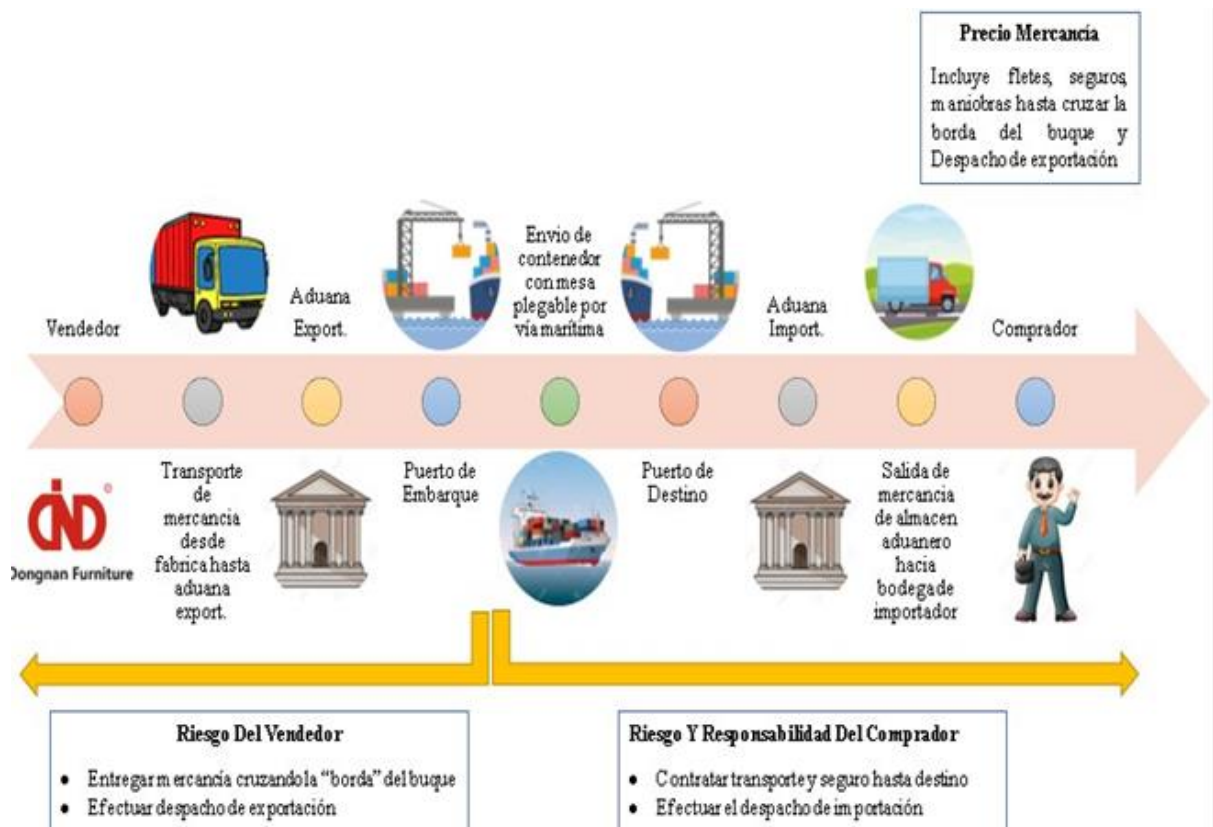 Precio Mercancía
Incluye fletes, seguros,
maniobras hasta cruzar la
borda del buque y
Despacho de exportación
Vendedor
Aduana
Export.
Envio de
contenedor
con mesa
plegable por
vía marítima
Aduana
Import.
Comprador
DND
®
Dongnan Furniture
Transporte
de
mercancia
desde
fabrica hasta
aduana
export.
Puerto de
Embarque
Puerto de
Destino
Salida de
mercancia
de almacen
aduanero
hacia
bodega de
importador
Riesgo Del Vendedor
• Entregar mercancía cruzando la “borda” del buque
• Efectuar despacho de exportación
Riesgo Y Responsabilidad Del Comprador
• Contratar transporte y seguro hasta destino
• Efectuar el despacho de importación